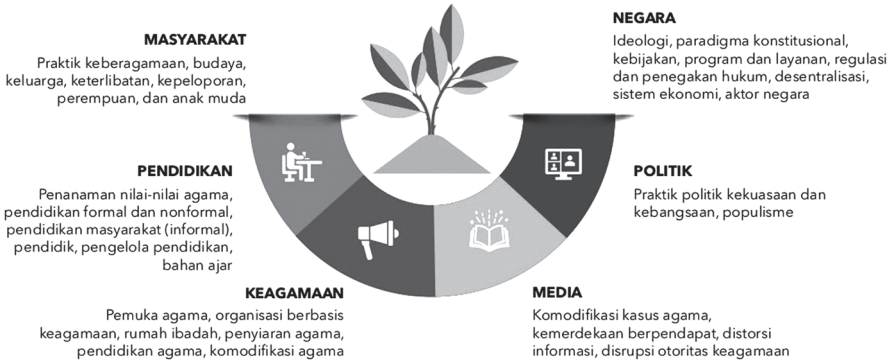 MASYARAKAT
Praktik keberagamaan, budaya,
keluarga, keterlibatan, kepeloporan,
perempuan, dan anak muda
PENDIDIKAN
Penanaman nilai-nilai agama,
pendidikan formal dan nonformal,
pendidikan masyarakat (informal),
pendidik, pengelola pendidikan,
bahan ajar
KEAGAMAAN
Pemuka agama, organisasi berbasis
keagamaan, rumah ibadah, penyiaran agama,
pendidikan agama, komodifikasi agama
NEGARA
Ideologi, paradigma konstitusional,
kebijakan, program dan layanan, regulasi
dan penegakan hukum, desentralisasi,
sistem ekonomi, aktor negara
POLITIK
Praktik politik kekuasaan dan
kebangsaan, populisme
MEDIA
Komodifikasi kasus agama,
kemerdekaan berpendapat, distorsi
informasi, disrupsi otoritas keagamaan